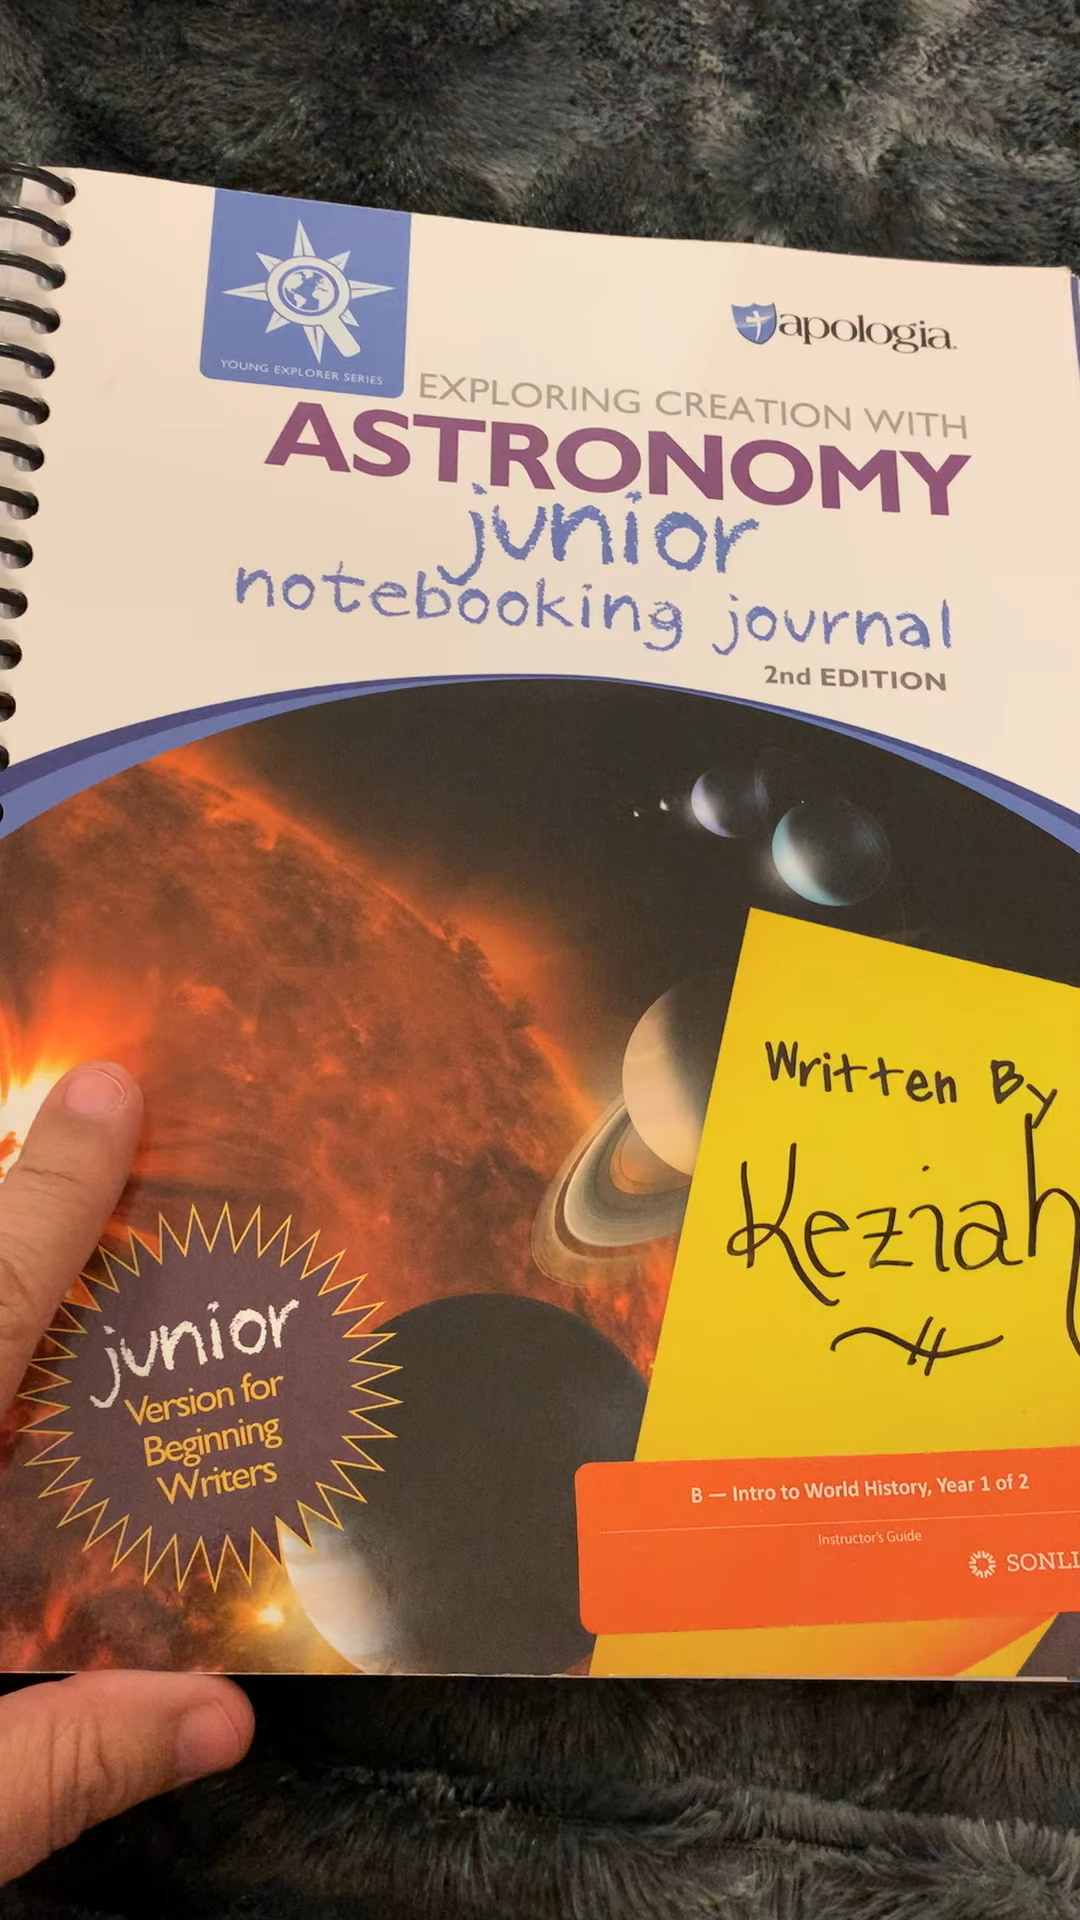 YOUNG EXPLORER SERIES
apologia.
EXPLORING CREATION WITH
ASTRONOMY
junior
notebooking journal
2nd EDITION
Written By
Keziah
junior
Version for
Beginning
Writers
B — Intro to World History, Year 1 of 2
Instructor's Guide